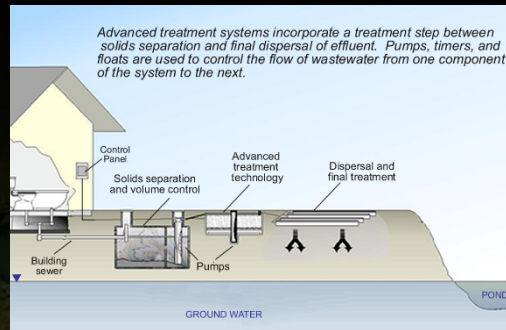 Advanced treatment systems incorporate a treatment step between
solids separation and final dispersal of effluent. Pumps, timers, and
floats are used to control the flow of wastewater from one component
of the system to the next.
Control
Panel
Solids separation
and volume control
Advanced
treatment
technology
Dispersal and
final treatment
Building
sewer
Pumps
POND
GROUND WATER